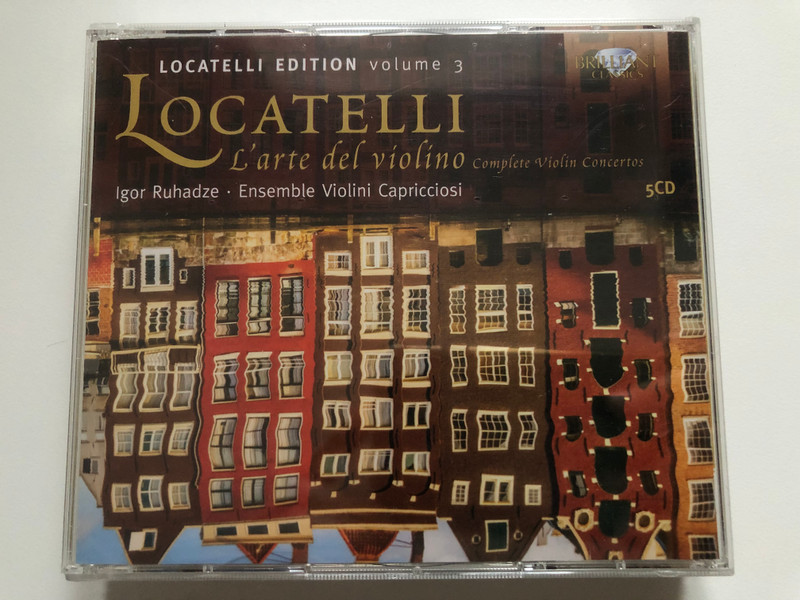 LOCATELLI EDITION volume 3
BRILLIANT
CLASSICS
LOCATELLI
L'arte del violino Complete Violin Concertos
Igor Ruhadze · Ensemble Violini Capricciosi
5CD